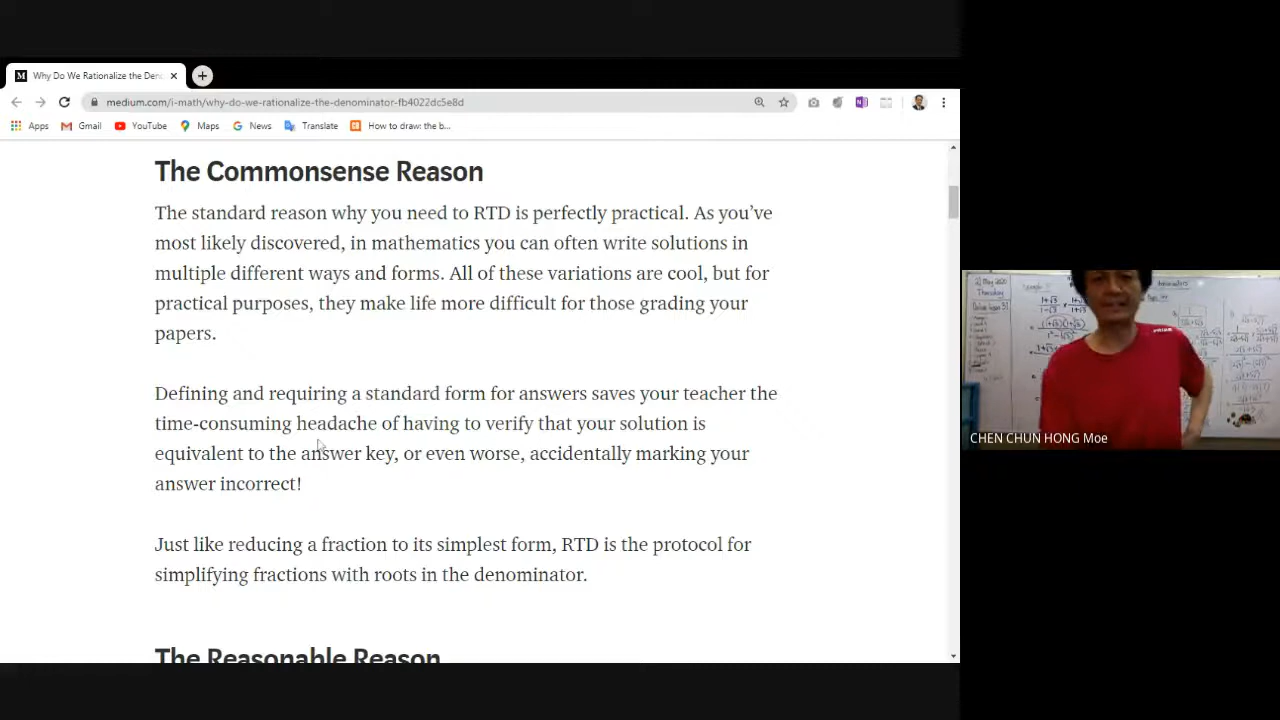 Why Do We Rationalize the Den
medium.com/i-math/why-do-we-rationalize-the-denominator-fb4022dc5e8d
Apps Gmail YouTube Maps News Translate How to draw: the b...
The Commonsense Reason
The standard reason why you need to RTD is perfectly practical. As you’ve
most likely discovered, in mathematics you can often write solutions in
multiple different ways and forms. All of these variations are cool, but for
practical purposes, they make life more difficult for those grading your
papers.
Defining and requiring a standard form for answers saves your teacher the
time-consuming headache of having to verify that your solution is
equivalent to the answer key, or even worse, accidentally marking your
answer incorrect!
Just like reducing a fraction to its simplest form, RTD is the protocol for
simplifying fractions with roots in the denominator.
The Reasonable Reason
Thursday
CHEN CHUN HONG Moe